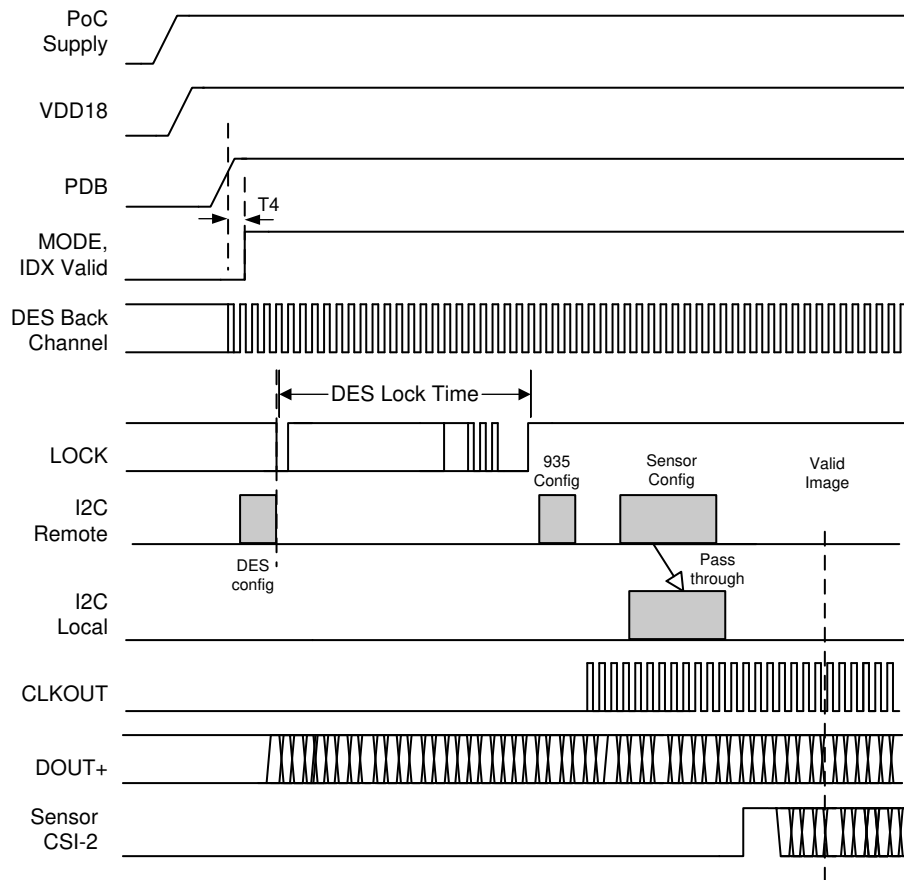 PoC
Supply
VDD18
PDB
T4
MODE,
IDX Valid
DES Back
Channel
DES Lock Time
LOCK
935
Config
Sensor
Config
Valid
Image
I2C
Remote
DES
config
Pass
through
I2C
Local
CLKOUT
DOUT+
Sensor
CSI-2